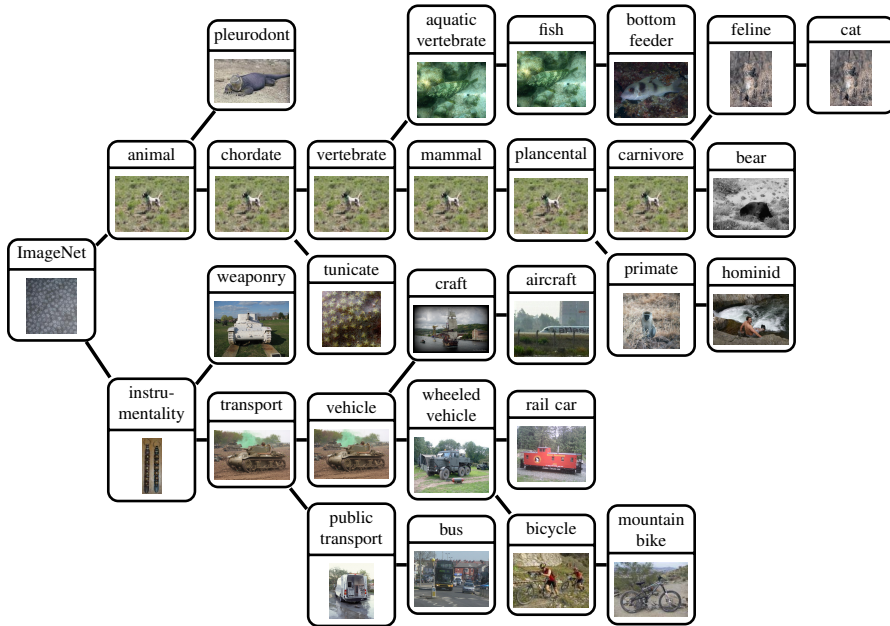 pleurodont
aquatic
vertebrate
fish
bottom
feeder
feline
cat
animal
chordate
vertebrate
mammal
plancental
carnivore
bear
ImageNet
weaponry
tunicate
craft
aircraft
primate
hominid
instru-
mentality
transport
vehicle
wheeled
vehicle
rail car
public
transport
bus
bicycle
mountain
bike